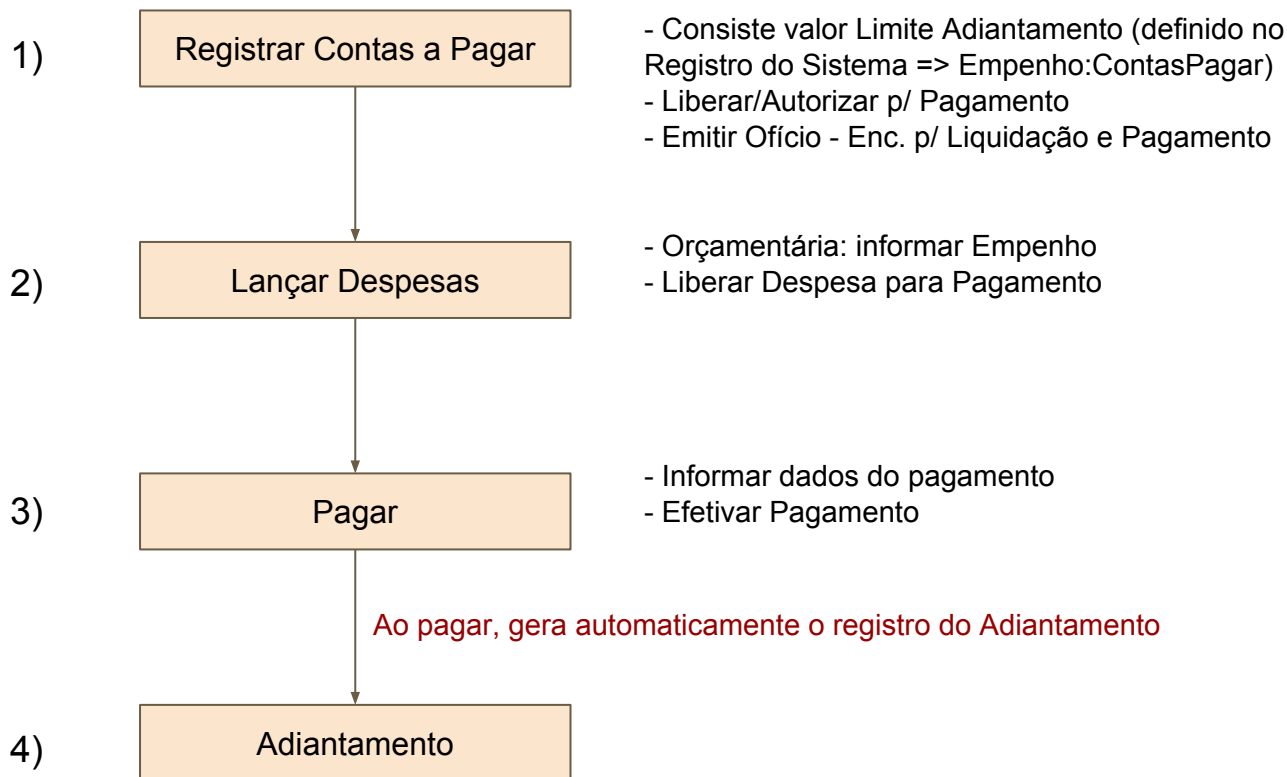 1)
Registrar Contas a Pagar
- Consiste valor Limite Adiantamento (definido no
Registro do Sistema => Empenho:ContasPagar)
- Liberar/Autorizar p/ Pagamento
- Emitir Ofício - Enc. p/ Liquidação e Pagamento
2)
Lançar Despesas
- Orçamentária: informar Empenho
- Liberar Despesa para Pagamento
3)
Pagar
- Informar dados do pagamento
- Efetivar Pagamento
Ao pagar, gera automaticamente o registro do Adiantamento
4)
Adiantamento